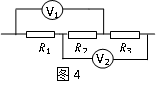 V₁
R₁ R₂ R₃
V₂
图 4